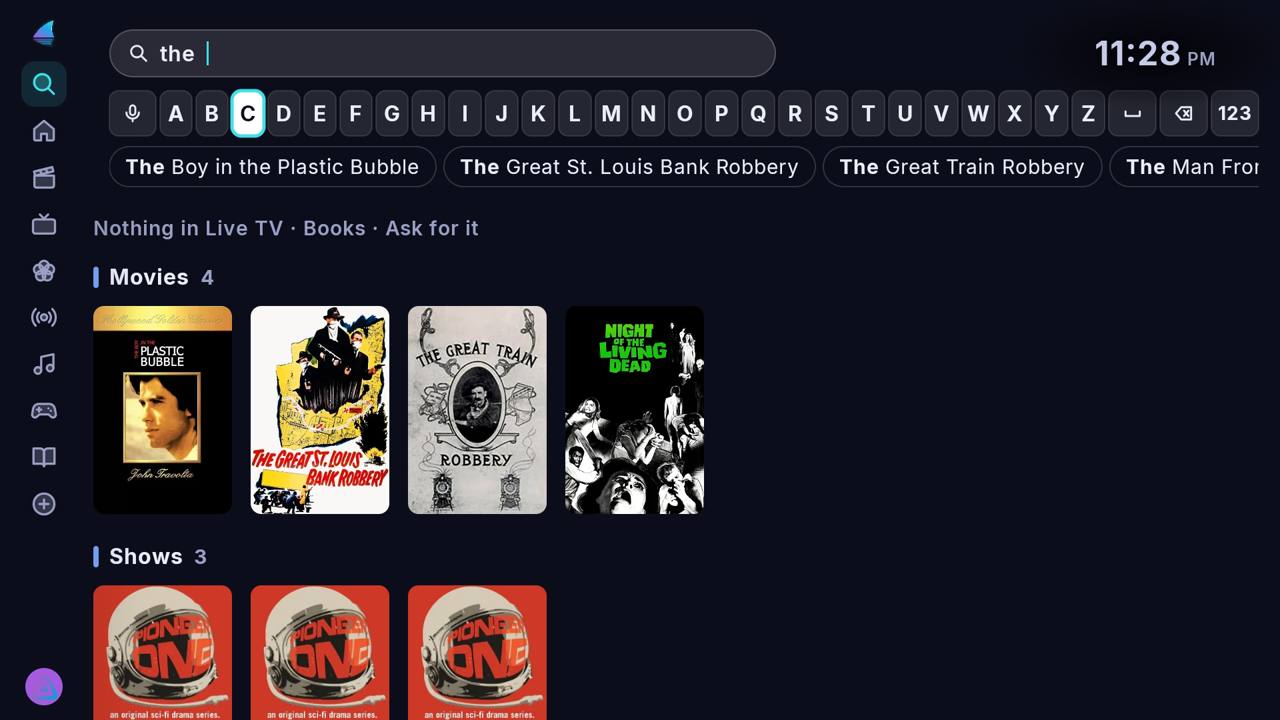 the
11:28 PM
A B C D E F G H I J K L M N O P Q R S T U V W X Y Z 123
The Boy in the Plastic Bubble
The Great St. Louis Bank Robbery
The Great Train Robbery
The Man
Nothing in Live TV · Books · Ask for it
Movies 4
Hollywood Golden Classics
THE BOY IN THE
PLASTIC
BUBBLE
John Travolta
THE GREAT ST. LOUIS
BANK ROBBERY
THE GREAT TRAIN
ROBBERY
NIGHT
OF THE
LIVING
DEAD
Shows 3
PIONEER
ONE
an original sci-fi drama series.
PIONEER
ONE
an original sci-fi drama series.
PIONEER
ONE
an original sci-fi drama series.